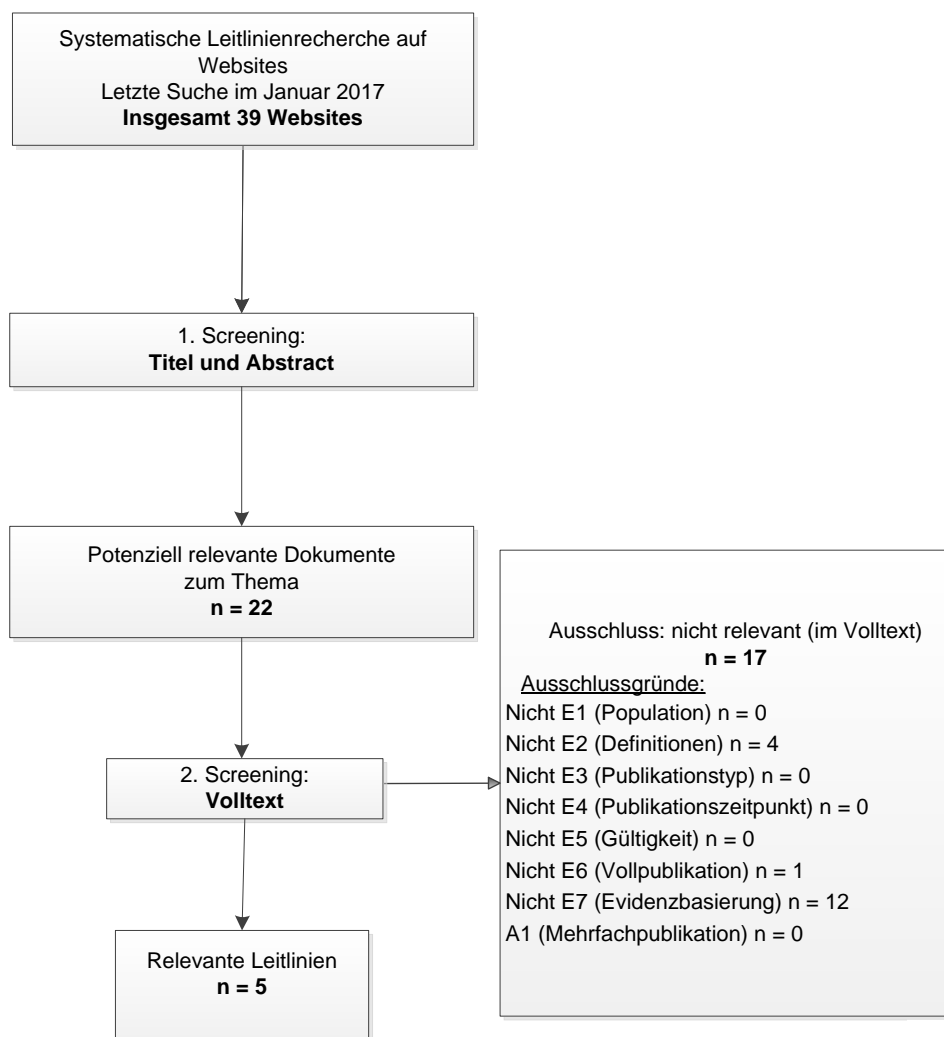 Systematische Leitlinienrecherche auf
Websites
Letzte Suche im Januar 2017
Insgesamt 39 Websites
1. Screening:
Titel und Abstract
Potenziell relevante Dokumente
zum Thema
n = 22
2. Screening:
Volltext
Ausschluss: nicht relevant (im Volltext)
n = 17
Ausschlussgründe:
Nicht E1 (Population) n = 0
Nicht E2 (Definitionen) n = 4
Nicht E3 (Publikationstyp) n = 0
Nicht E4 (Publikationszeitpunkt) n = 0
Nicht E5 (Gültigkeit) n = 0
Nicht E6 (Vollpublikation) n = 1
Nicht E7 (Evidenzbasierung) n = 12
A1 (Mehrfachpublikation) n = 0
Relevante Leitlinien
n = 5